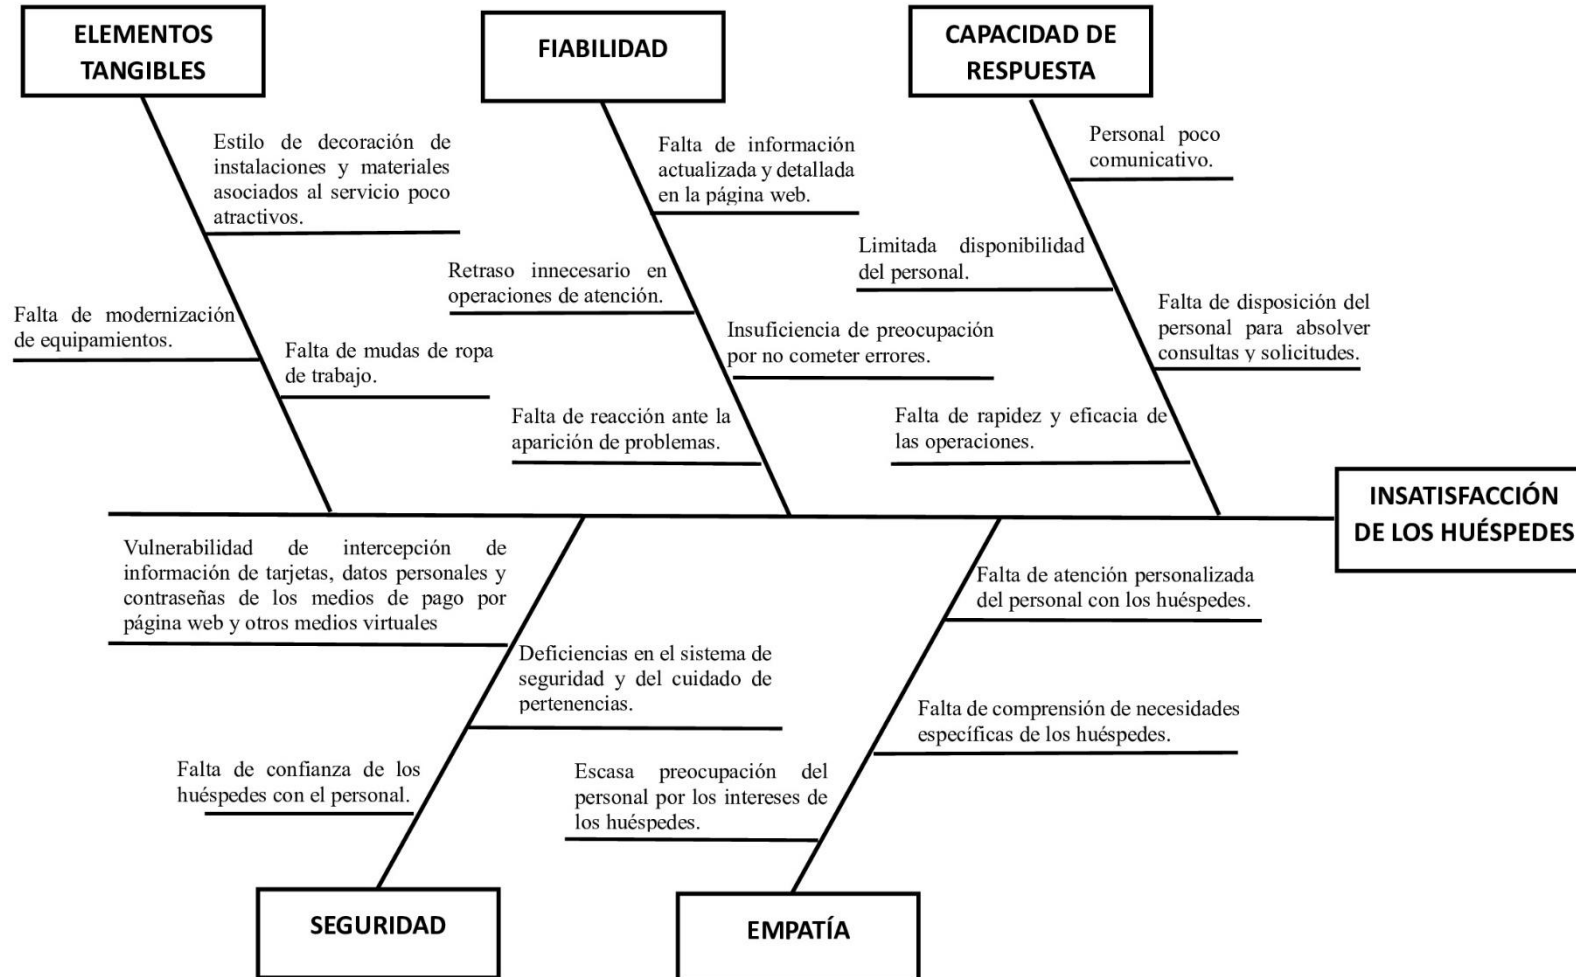 ELEMENTOS
TANGIBLES
FIABILIDAD
CAPACIDAD DE
RESPUESTA
Estilo de decoración de
instalaciones y materiales
asociados al servicio poco
atractivos.
Falta de modernización
de equipamientos.
Falta de mudas de ropa
de trabajo.
Falta de información
actualizada y detallada
en la página web.
Retraso innecesario en
operaciones de atención.
Insuficiencia de preocupación
por no cometer errores.
Falta de reacción ante la
aparición de problemas.
Personal poco
comunicativo.
Limitada disponibilidad
del personal.
Falta de disposición del
personal para absolver
consultas y solicitudes.
Falta de rapidez y eficacia de
las operaciones.
INSATISFACCIÓN
DE LOS HUÉSPEDES
Vulnerabilidad de intercepción de
información de tarjetas, datos personales y
contraseñas de los medios de pago por
página web y otros medios virtuales
Deficiencias en el sistema de
seguridad y del cuidado de
pertenencias.
Falta de confianza de los
huéspedes con el personal.
Falta de atención personalizada
del personal con los huéspedes.
Falta de comprensión de necesidades
específicas de los huéspedes.
Escasa preocupación del
personal por los intereses de
los huéspedes.
SEGURIDAD
EMPATÍA